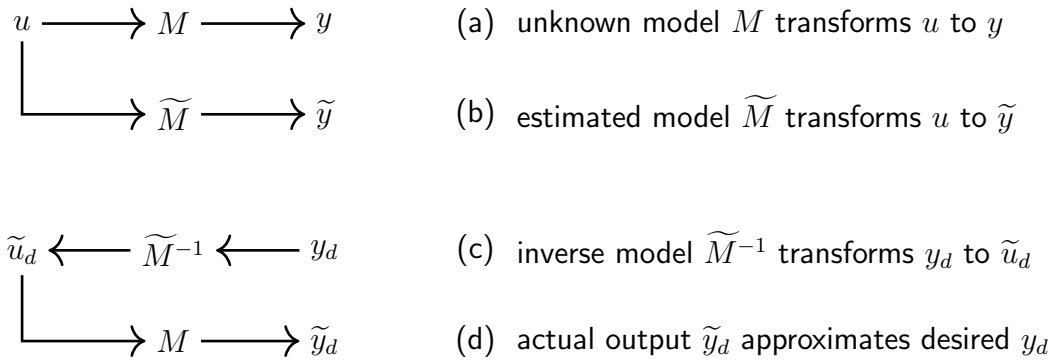 u → M → y (a) unknown model M transforms u to y
→ M̃ → ỹ (b) estimated model M̃ transforms u to ỹ
ũ_d ← M̃⁻¹ ← y_d (c) inverse model M̃⁻¹ transforms y_d to ũ_d
→ M → ỹ_d (d) actual output ỹ_d approximates desired y_d